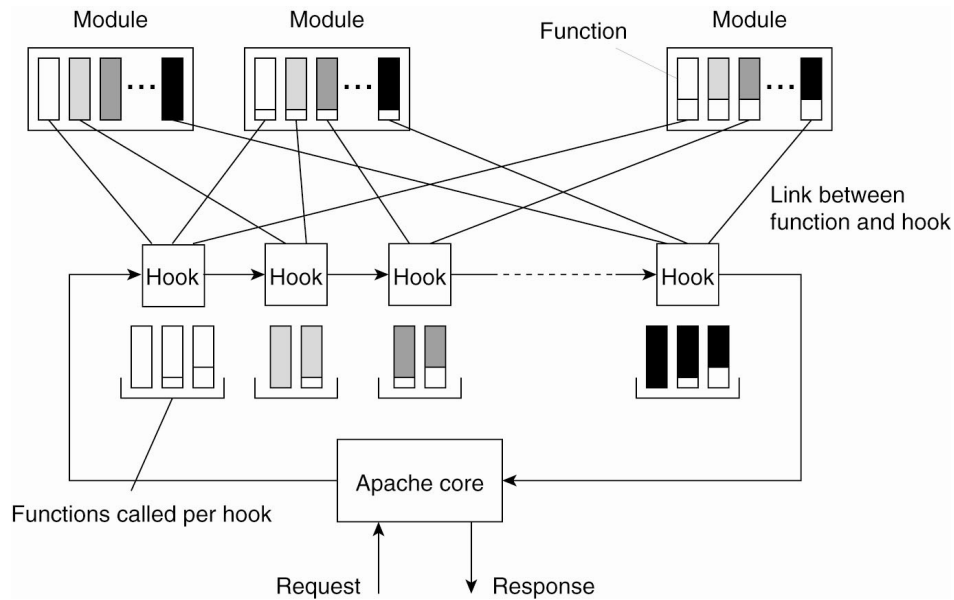 Module
Module
Module
Function
...
...
...
Link between
function and hook
Hook
Hook
Hook
Hook
Apache core
Functions called per hook
Request
Response